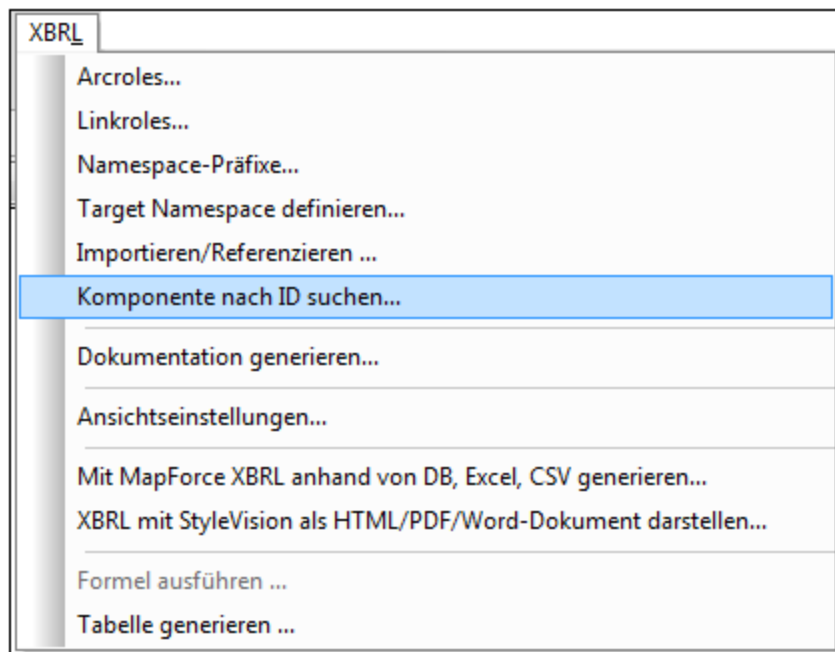 XBRL
Arcroles...
Linkroles...
Namespace-Präfixe...
Target Namespace definieren...
Importieren/Referenzieren ...
Komponente nach ID suchen...
Dokumentation generieren...
Ansichtseinstellungen...
Mit MapForce XBRL anhand von DB, Excel, CSV generieren...
XBRL mit StyleVision als HTML/PDF/Word-Dokument darstellen...
Formel ausführen ...
Tabelle generieren ...